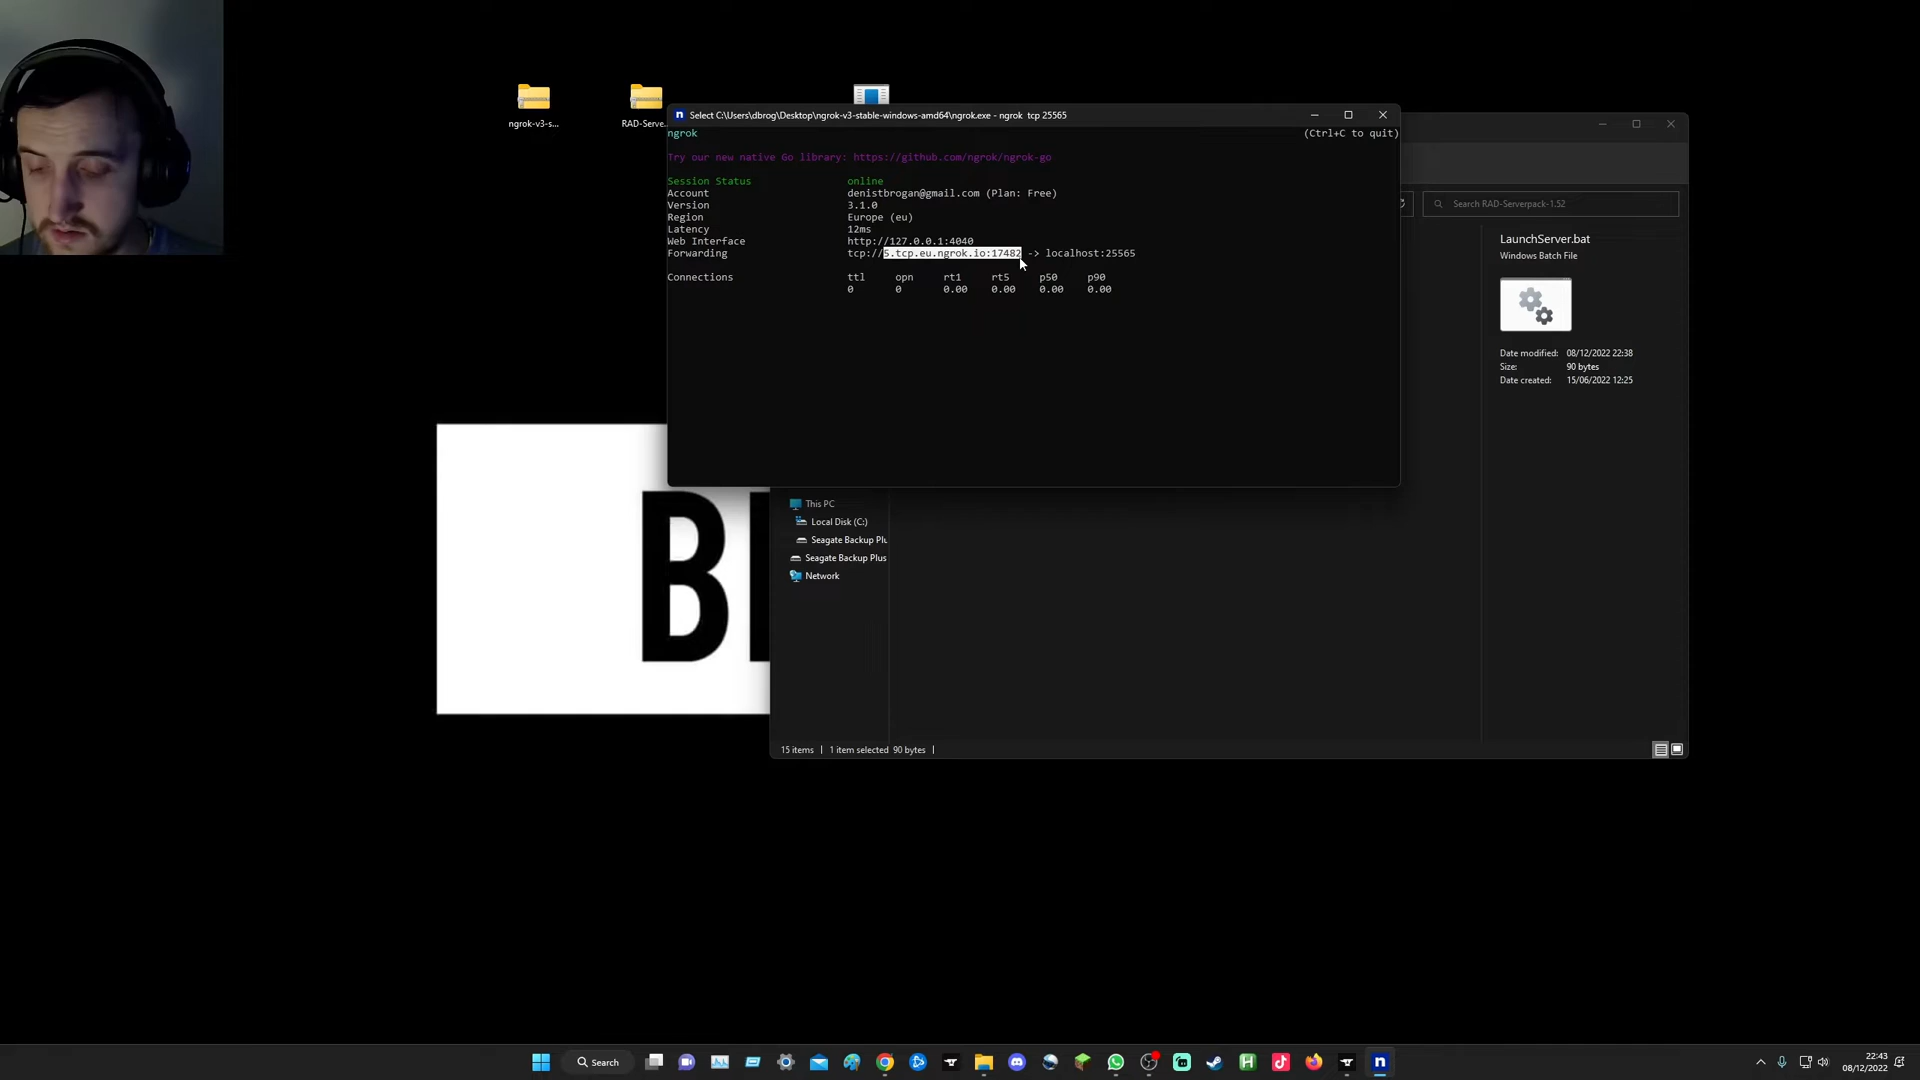 ngrok-v3-s...
RAD-Serve...
Select C:\Users\dbrog\Desktop\ngrok-v3-stable-windows-amd64\ngrok.exe - ngrok  tcp 25565
ngrok (Ctrl+C to quit)
Try our new native Go library: https://github.com/ngrok/ngrok-go
Session Status online
Account denistbrogan@gmail.com (Plan: Free)
Version 3.1.0
Region Europe (eu)
Latency 12ms
Web Interface http://127.0.0.1:4040
Forwarding tcp://5.tcp.eu.ngrok.io:17482 -> localhost:25565
Connections ttl opn rt1 rt5 p50 p90
0 0 0.00 0.00 0.00 0.00
Search RAD-Serverpack-1.52
LaunchServer.bat
Windows Batch File
Date modified: 08/12/2022 22:38
Size: 90 bytes
Date created: 15/06/2022 12:25
This PC
Local Disk (C:)
Seagate Backup Plu
Seagate Backup Plus
Network
15 items
1 item selected 90 bytes
Search
22:43
08/12/2022